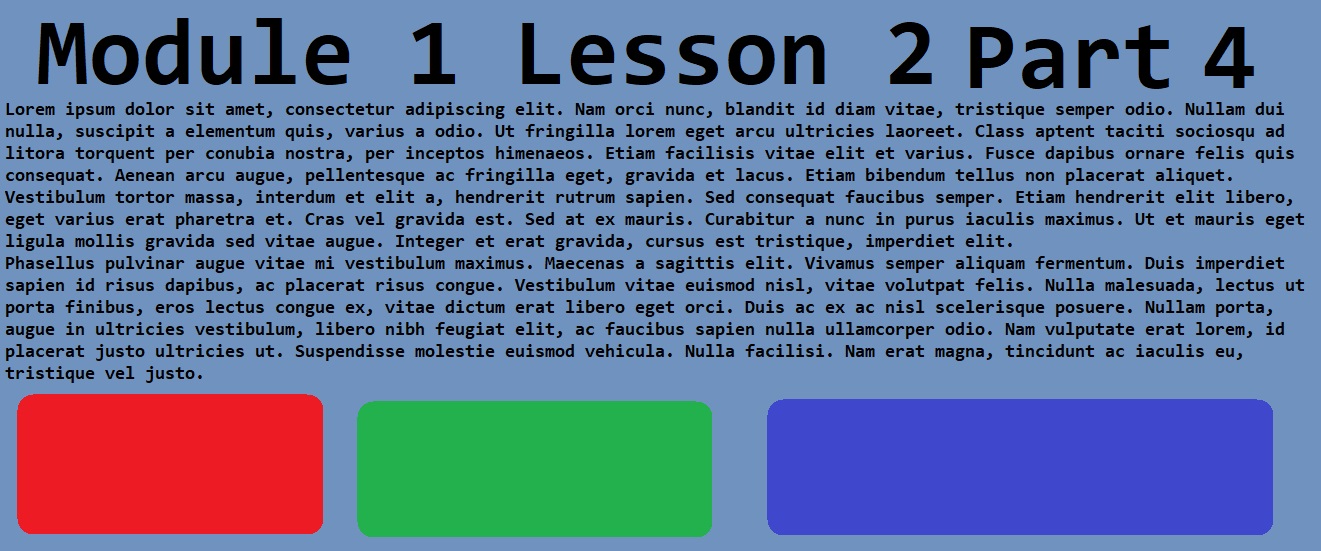 Module 1 Lesson 2 Part 4
Lorem ipsum dolor sit amet, consectetur adipiscing elit. Nam orci nunc, blandit id diam vitae, tristique semper odio. Nullam dui
nulla, suscipit a elementum quis, varius a odio. Ut fringilla lorem eget arcu ultricies laoreet. Class aptent taciti sociosqu ad
litora torquent per conubia nostra, per inceptos himenaeos. Etiam facilisis vitae elit et varius. Fusce dapibus ornare felis quis
consequat. Aenean arcu augue, pellentesque ac fringilla eget, gravida et lacus. Etiam bibendum tellus non placerat aliquet.
Vestibulum tortor massa, interdum et elit a, hendrerit rutrum sapien. Sed consequat faucibus semper. Etiam hendrerit elit libero,
eget varius erat pharetra et. Cras vel gravida est. Sed at ex mauris. Curabitur a nunc in purus iaculis maximus. Ut et mauris eget
ligula mollis gravida sed vitae augue. Integer et erat gravida, cursus est tristique, imperdiet elit.
Phasellus pulvinar augue vitae mi vestibulum maximus. Maecenas a sagittis elit. Vivamus semper aliquam fermentum. Duis imperdiet
sapien id risus dapibus, ac placerat risus congue. Vestibulum vitae euismod nisl, vitae volutpat felis. Nulla malesuada, lectus ut
porta finibus, eros lectus congue ex, vitae dictum erat libero eget orci. Duis ac ex ac nisl scelerisque posuere. Nullam porta,
augue in ultricies vestibulum, libero nibh feugiat elit, ac faucibus sapien nulla ullamcorper odio. Nam vulputate erat lorem, id
placerat justo ultricies ut. Suspendisse molestie euismod vehicula. Nulla facilisi. Nam erat magna, tincidunt ac iaculis eu,
tristique vel justo.